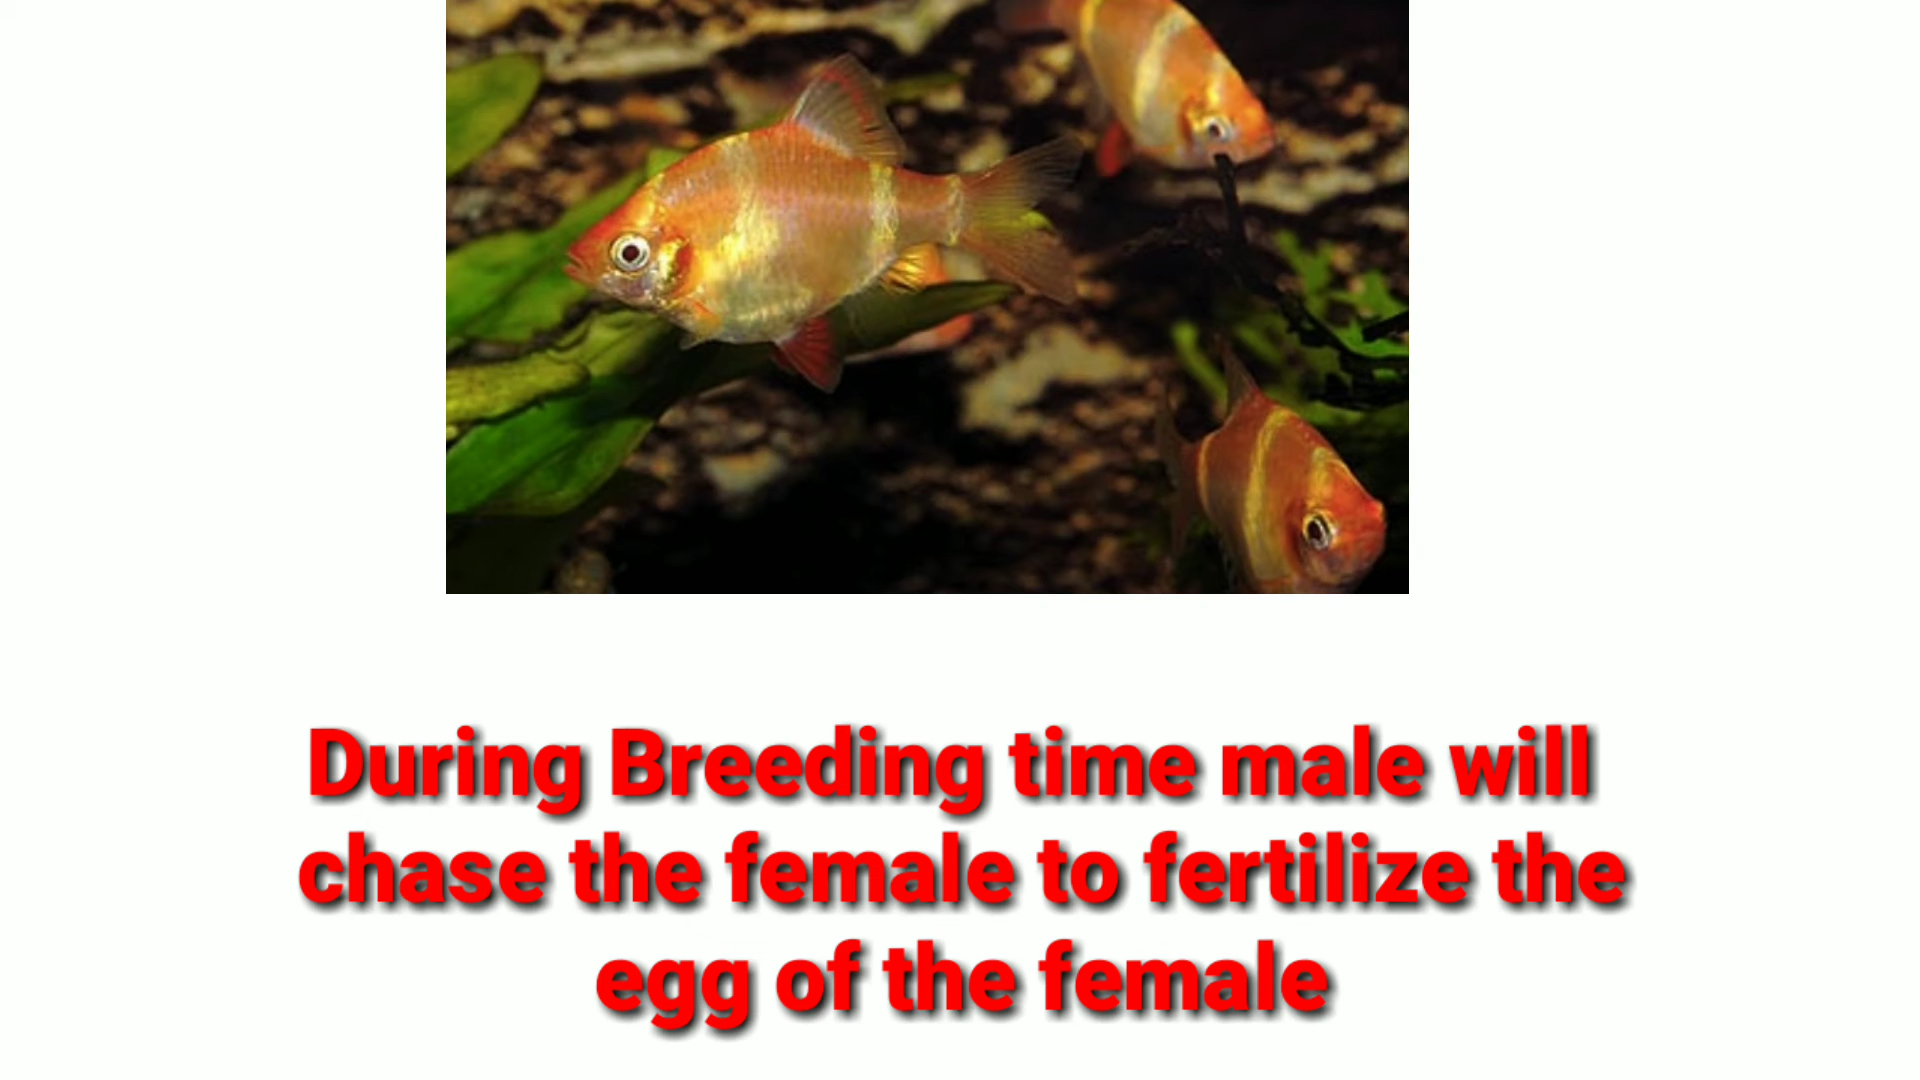 During Breeding time male will
chase the female to fertilize the
egg of the female